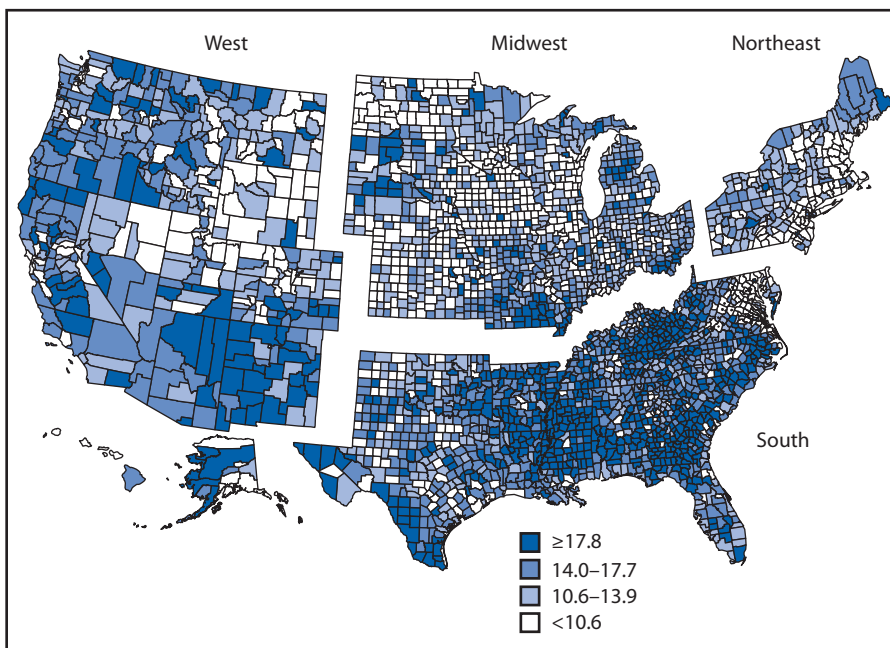 West
Midwest
Northeast
South
≥17.8
14.0–17.7
10.6–13.9
<10.6